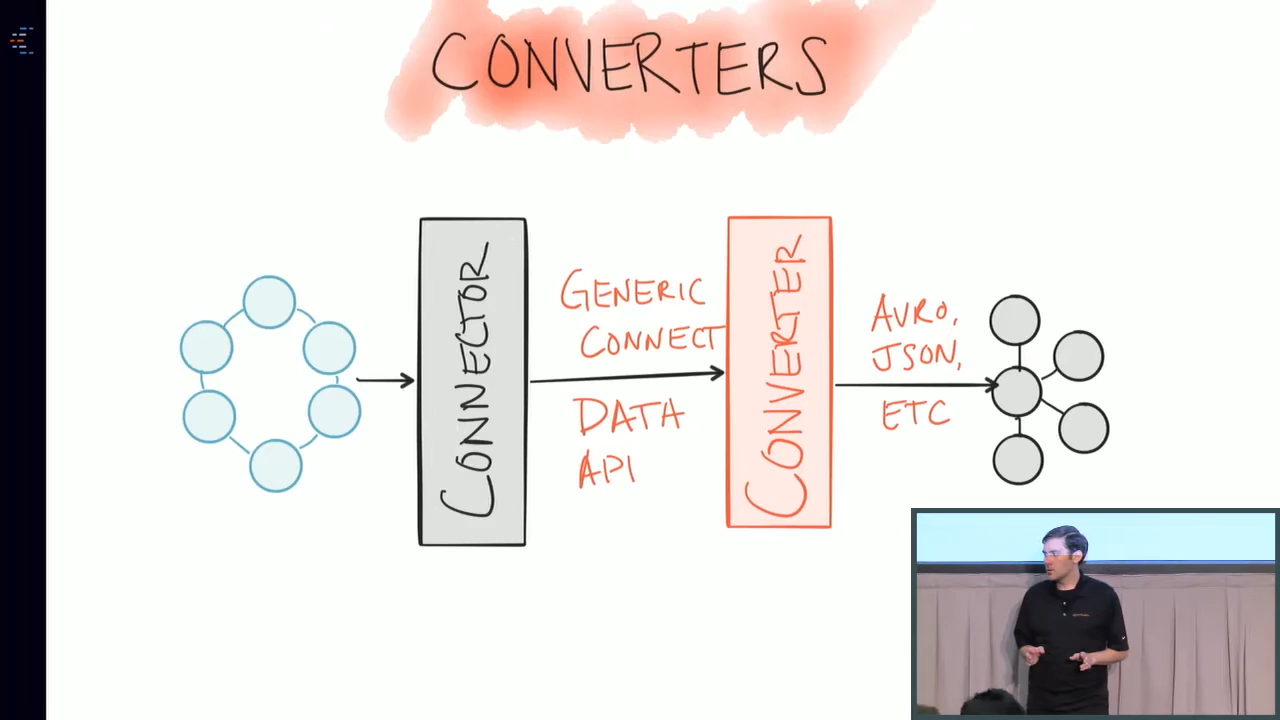 CONVERTERS
CONNECTOR
GENERIC
CONNECT
DATA
API
CONVERTER
AVRO,
JSON,
ETC